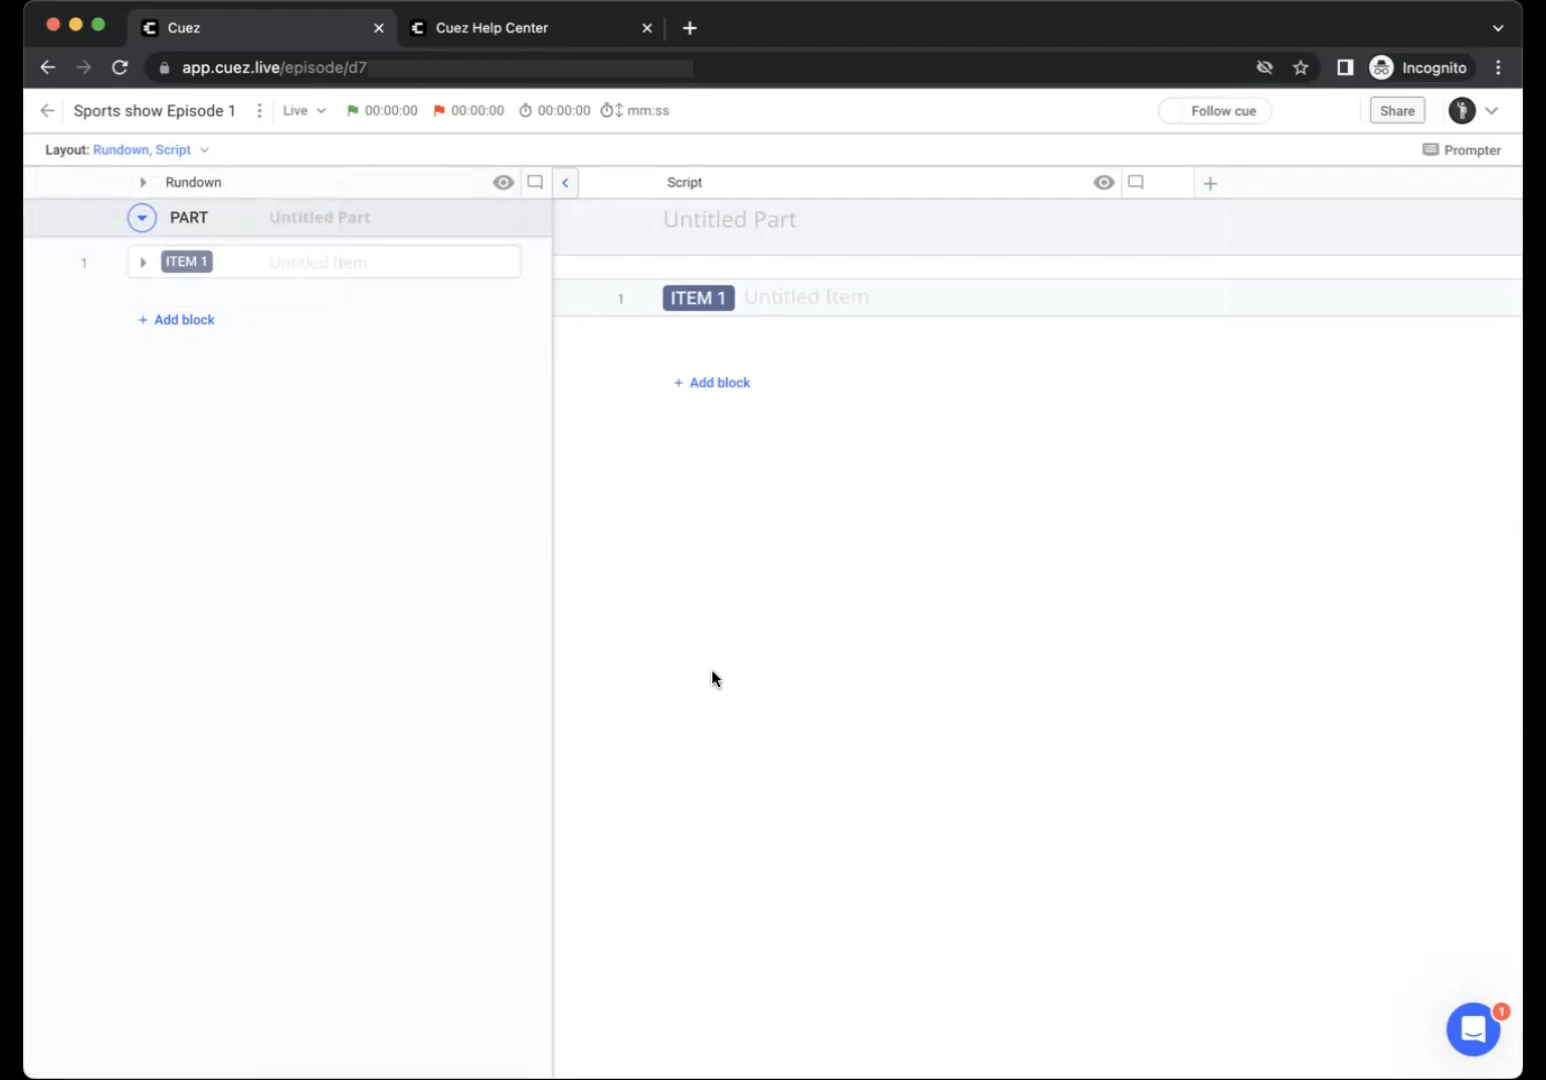 Cuez
Cuez Help Center
app.cuez.live/episode/d7
Incognito
Sports show Episode 1
Live
00:00:00
00:00:00
00:00:00
mm:ss
Follow cue
Share
Layout: Rundown, Script
Prompter
Rundown
Script
PART
Untitled Part
Untitled Part
1
ITEM 1
Untitled Item
1
ITEM 1
Untitled Item
+ Add block
+ Add block
1